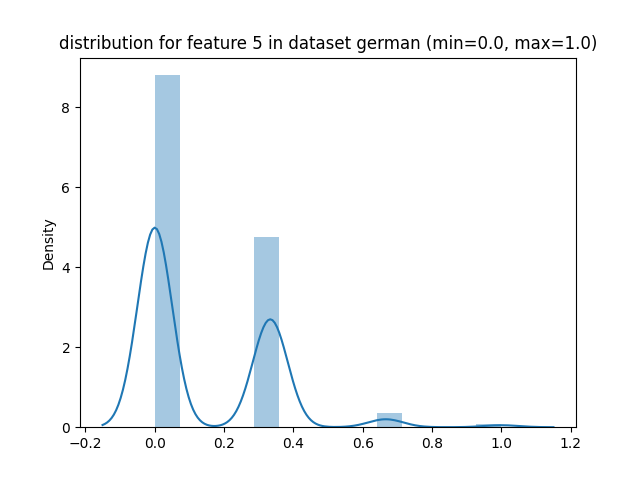 distribution for feature 5 in dataset german (min=0.0, max=1.0)
8
6
4
2
0
Density
−0.2 0.0 0.2 0.4 0.6 0.8 1.0 1.2